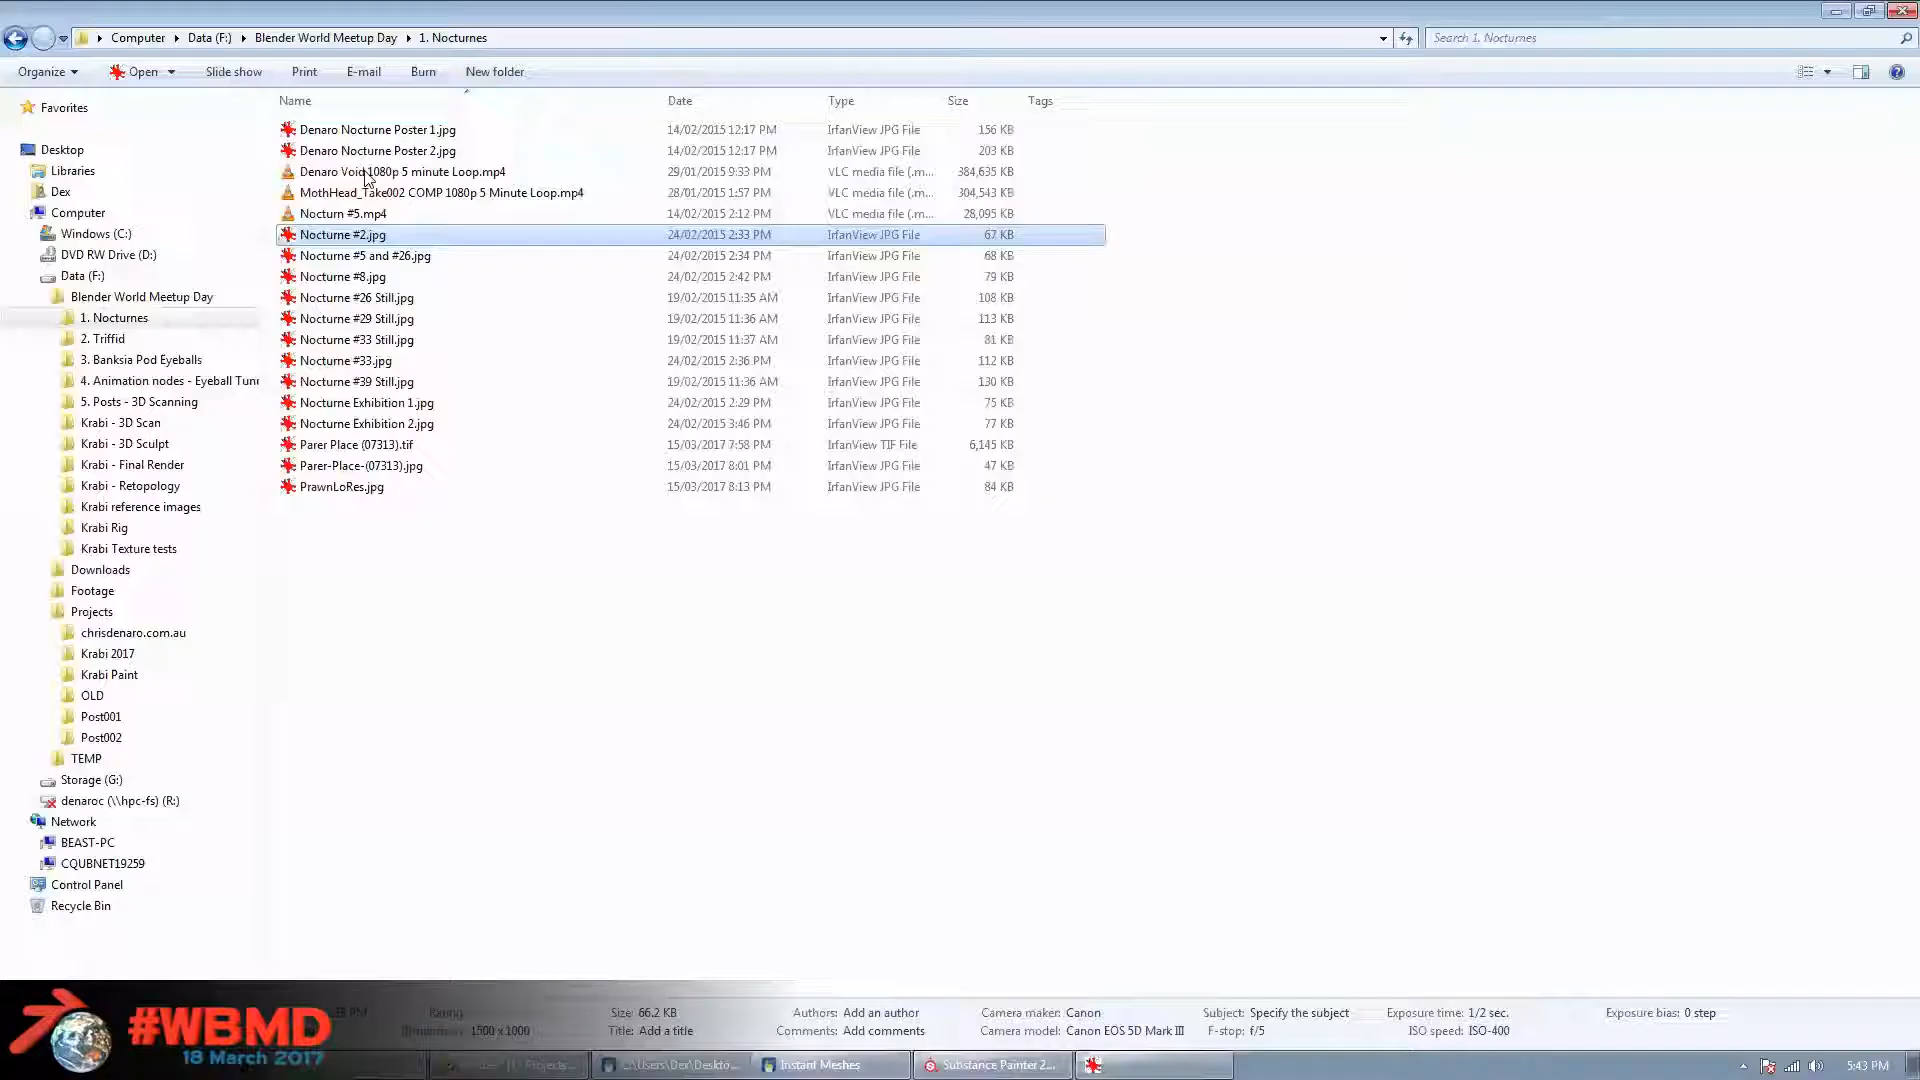 Computer Data (F:) Blender World Meetup Day 1. Nocturnes
Search 1. Nocturnes
Organize Open Slide show Print E-mail Burn New folder
Favorites
Desktop
Libraries
Dex
Computer
Windows (C:)
DVD RW Drive (D:)
Data (F:)
Blender World Meetup Day
1. Nocturnes
2. Triffid
3. Banksia Pod Eyeballs
4. Animation nodes - Eyeball Tun
5. Posts - 3D Scanning
Krabi - 3D Scan
Krabi - 3D Sculpt
Krabi - Final Render
Krabi - Retopology
Krabi reference images
Krabi Rig
Krabi Texture tests
Downloads
Footage
Projects
chrisdenaro.com.au
Krabi 2017
Krabi Paint
OLD
Post001
Post002
TEMP
Storage (G:)
denaroc (\\hpc-fs) (R:)
Network
BEAST-PC
CQUBNET19259
Control Panel
Recycle Bin
Name Date Type Size Tags
Denaro Nocturne Poster 1.jpg 14/02/2015 12:17 PM IrfanView JPG File 156 KB
Denaro Nocturne Poster 2.jpg 14/02/2015 12:17 PM IrfanView JPG File 203 KB
Denaro Void 1080p 5 minute Loop.mp4 29/01/2015 9:33 PM VLC media file (.m... 384,635 KB
MothHead_Take002 COMP 1080p 5 Minute Loop.mp4 28/01/2015 1:57 PM VLC media file (.m... 304,543 KB
Nocturn #5.mp4 14/02/2015 2:12 PM VLC media file (.m... 28,095 KB
Nocturne #2.jpg 24/02/2015 2:33 PM IrfanView JPG File 67 KB
Nocturne #5 and #26.jpg 24/02/2015 2:34 PM IrfanView JPG File 68 KB
Nocturne #8.jpg 24/02/2015 2:42 PM IrfanView JPG File 79 KB
Nocturne #26 Still.jpg 19/02/2015 11:35 AM IrfanView JPG File 108 KB
Nocturne #29 Still.jpg 19/02/2015 11:36 AM IrfanView JPG File 113 KB
Nocturne #33 Still.jpg 19/02/2015 11:37 AM IrfanView JPG File 81 KB
Nocturne #33.jpg 24/02/2015 2:36 PM IrfanView JPG File 112 KB
Nocturne #39 Still.jpg 19/02/2015 11:36 AM IrfanView JPG File 130 KB
Nocturne Exhibition 1.jpg 24/02/2015 2:29 PM IrfanView JPG File 75 KB
Nocturne Exhibition 2.jpg 24/02/2015 3:46 PM IrfanView JPG File 77 KB
Parer Place (07313).tif 15/03/2017 7:58 PM IrfanView TIF File 6,145 KB
Parer-Place-(07313).jpg 15/03/2017 8:01 PM IrfanView JPG File 47 KB
PrawnLoRes.jpg 15/03/2017 8:13 PM IrfanView JPG File 84 KB
#WBMD
18 March 2017
Rating: Size: 66.2 KB Authors: Add an author Camera maker: Canon Subject: Specify the subject Exposure time: 1/2 sec. Exposure bias: 0 step
1500 x 1000 Title: Add a title Comments: Add comments Camera model: Canon EOS 5D Mark III F-stop: f/5 ISO speed: ISO-400
Projects... C:\Users\Dex\Deskto... Instant Meshes Substance Painter 2... 5:43 PM